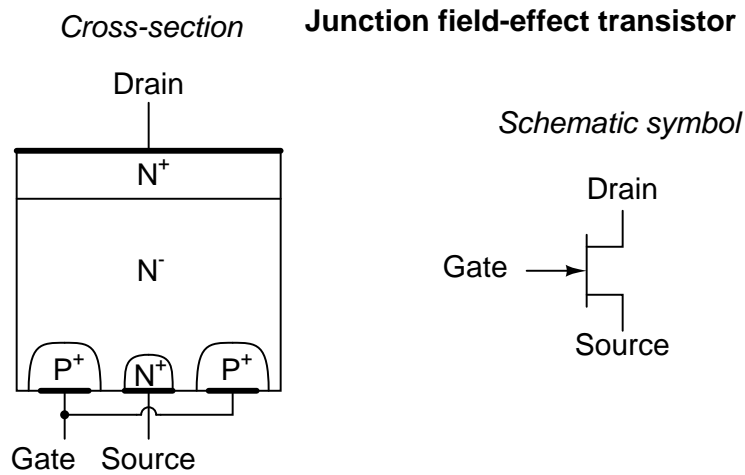 Cross-section
Junction field-effect transistor
Drain
N+
N-
P+
N+
P+
Gate
Source
Schematic symbol
Drain
Gate
Source